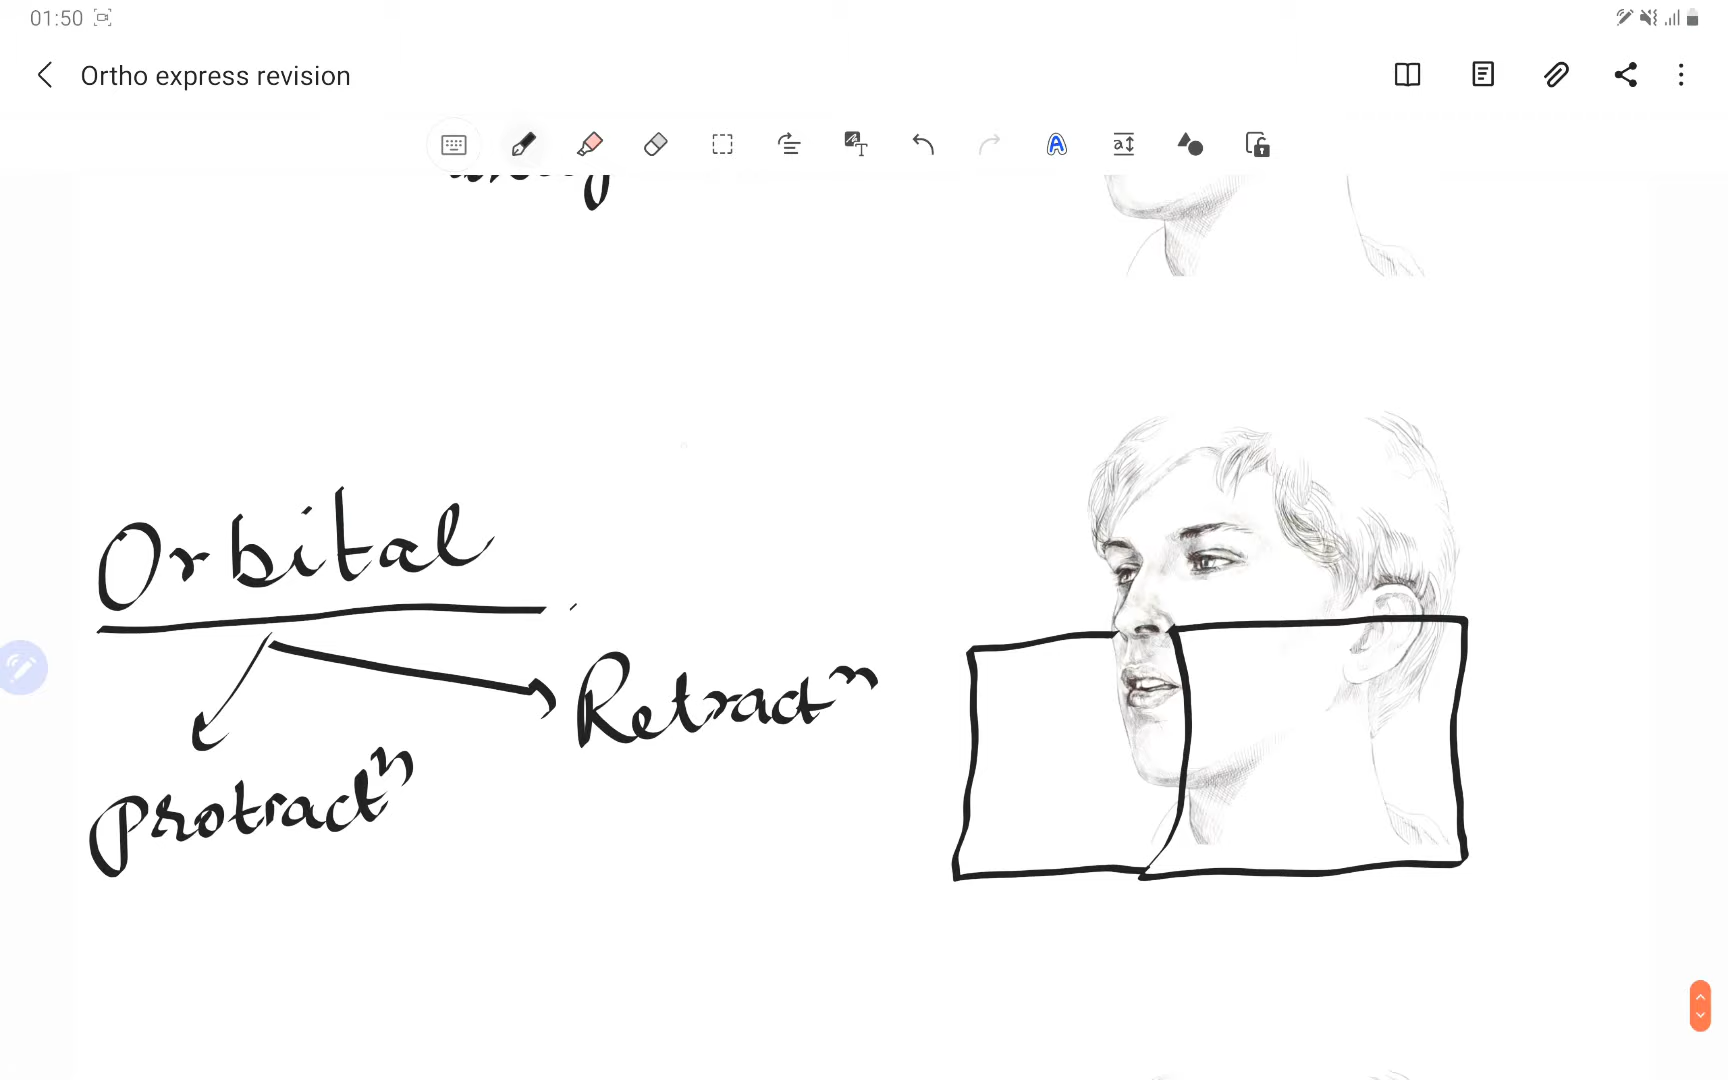 01:50
Ortho express revision
Orbital
Retractⁿ
Protractⁿ